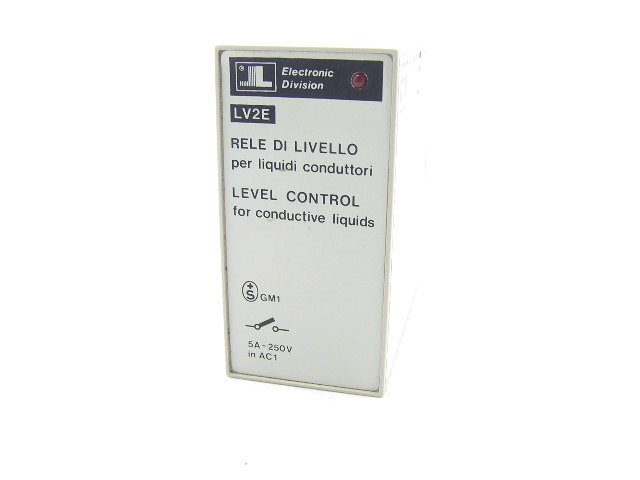 ® L Electronic
Division
LV2E
RELE DI LIVELLO
per liquidi conduttori
LEVEL CONTROL
for conductive liquids
+
S GM1
5A~250V
in AC1